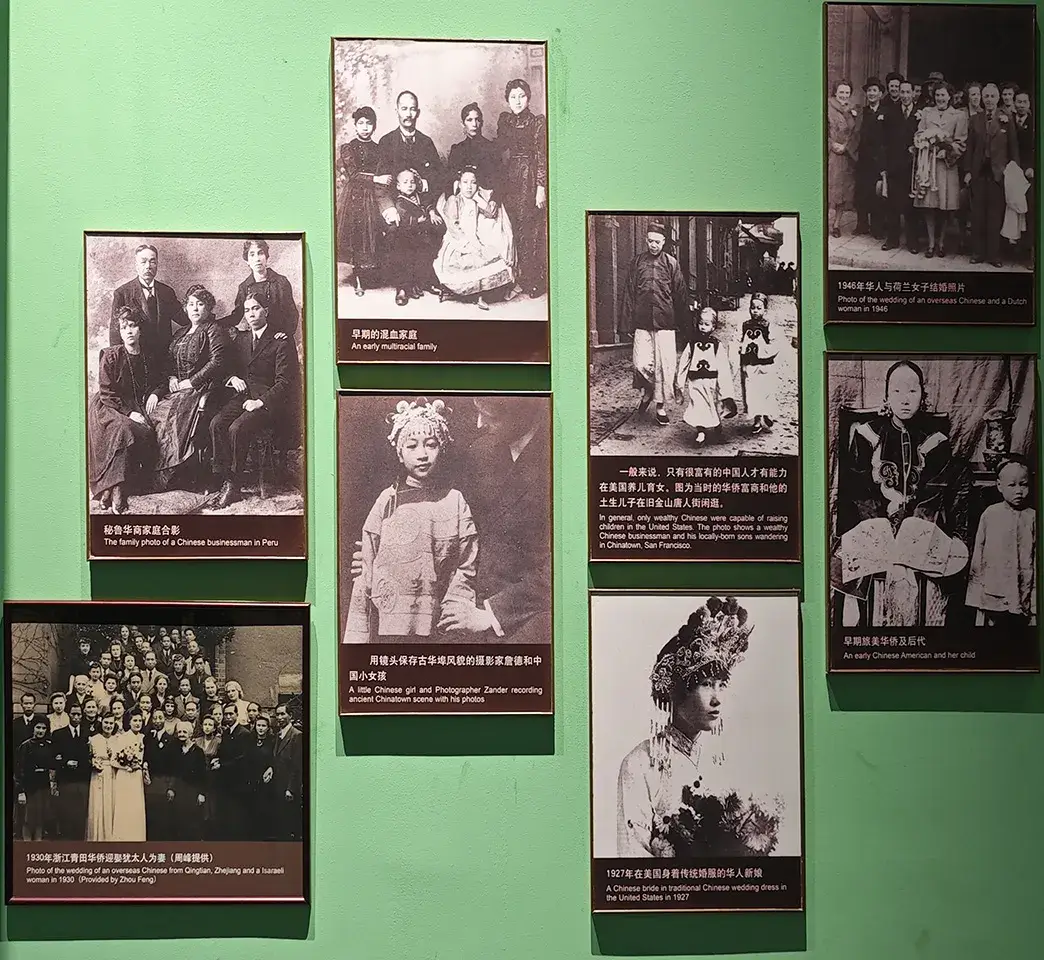 早期的混血家庭
An early multiracial family
1946年华人与荷兰女子结婚照片
Photo of the wedding of an overseas Chinese and a Dutch
woman in 1946
秘鲁华商家庭合影
The family photo of a Chinese businessman in Peru
一般来说，只有很富有的中国人才有能力
在美国养儿育女。图为当时的华侨富商和他的
土生儿子在旧金山唐人街闲逛。
In general, only wealthy Chinese were capable of raising
children in the United States. The photo shows a wealthy
Chinese businessman and his locally-born sons wandering
in Chinatown, San Francisco.
用镜头保存古华埠风貌的摄影家詹德和中
国小女孩
A little Chinese girl and Photographer Zander recording
ancient Chinatown scene with his photos
早期旅美华侨及后代
An early Chinese American and her child
1930年浙江青田华侨迎娶犹太人为妻（周峰提供）
Photo of the wedding of an overseas Chinese from Qingtian, Zhejiang and a Isaraeli
woman in 1930 (Provided by Zhou Feng)
1927年在美国身着传统婚服的华人新娘
A Chinese bride in traditional Chinese wedding dress in
the United States in 1927